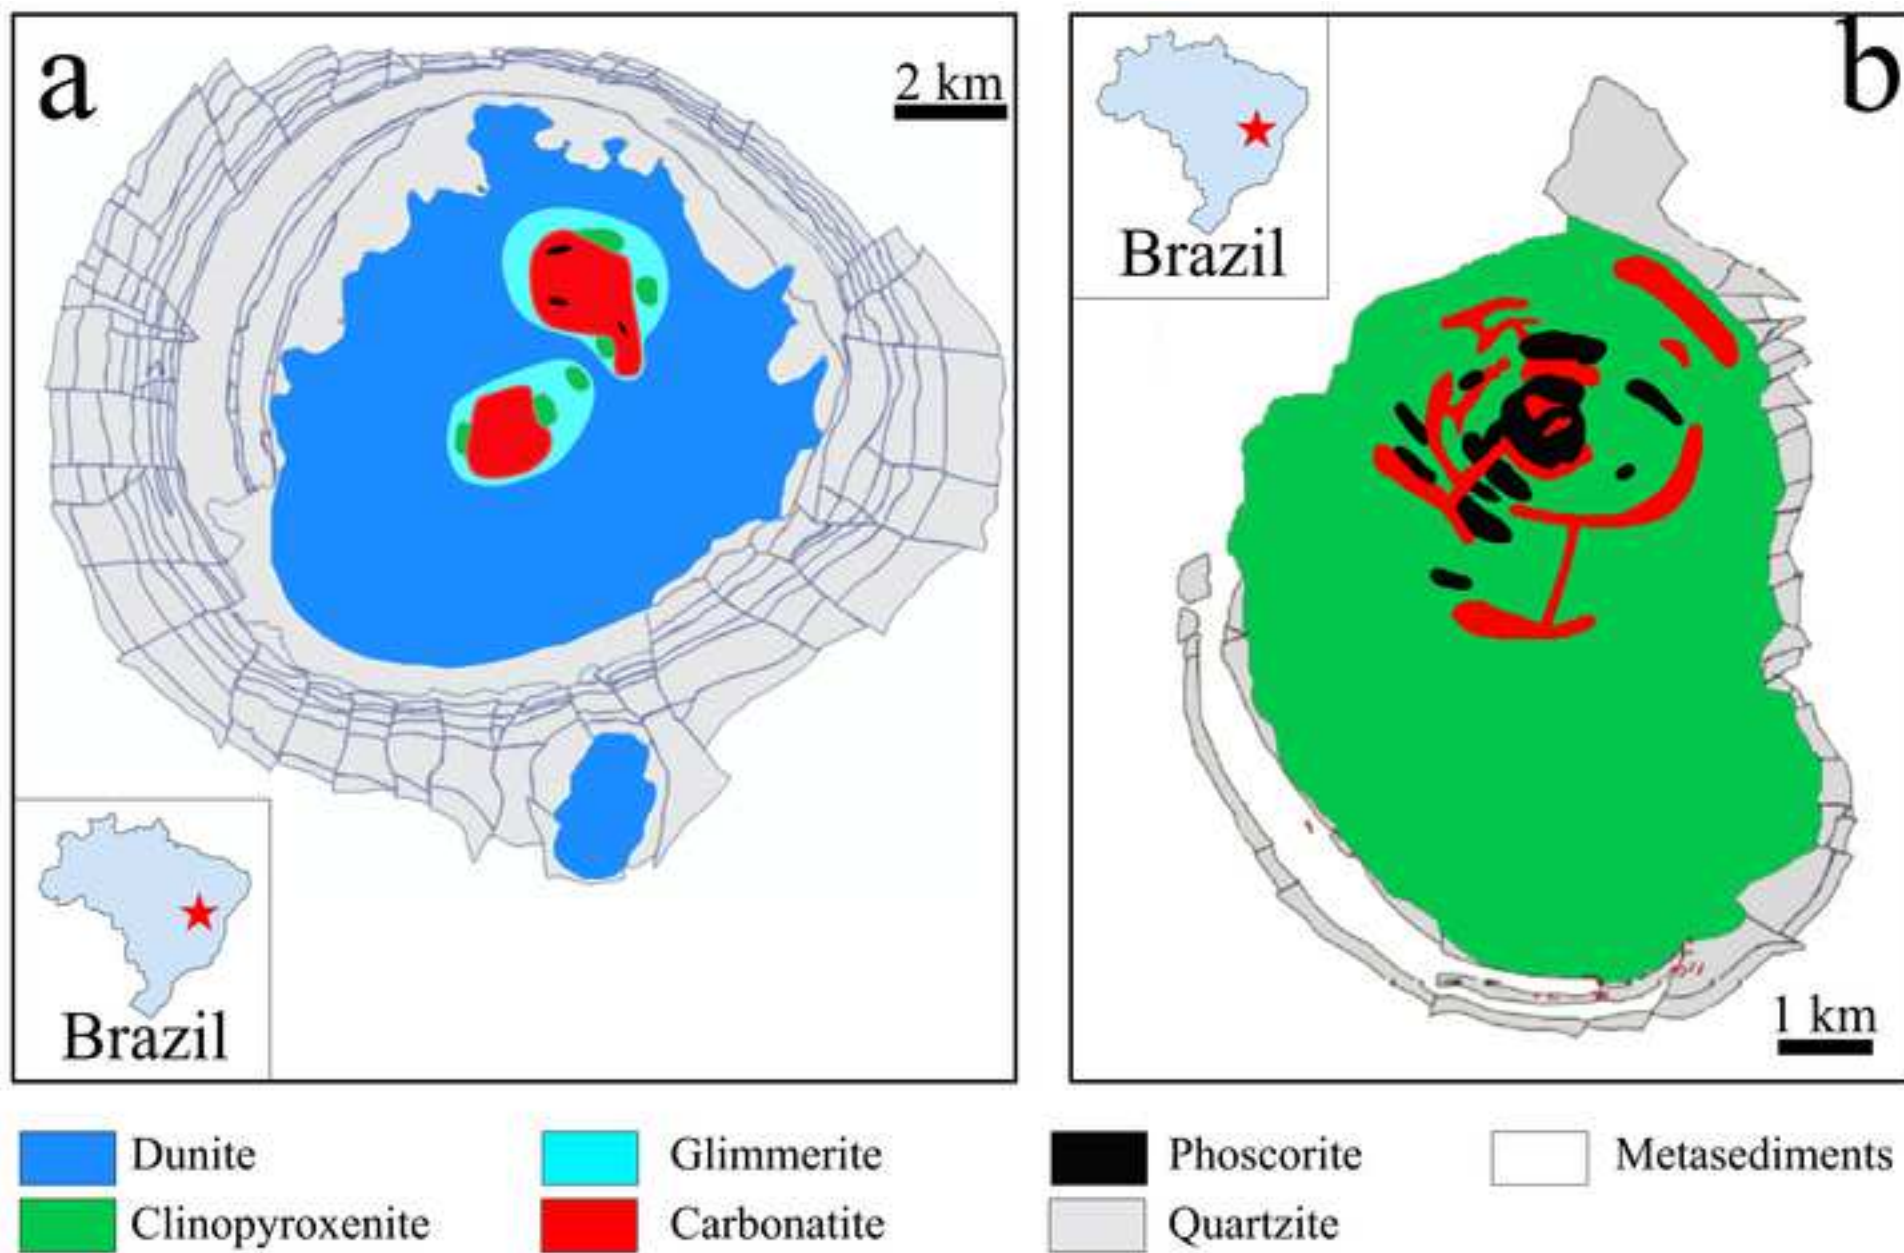 a
2 km
Brazil
b
Brazil
1 km
Dunite
Glimmerite
Phoscorite
Metasediments
Clinopyroxenite
Carbonatite
Quartzite